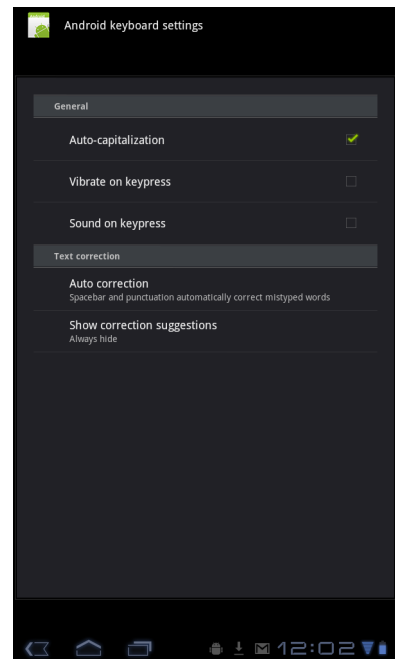 Android keyboard settings
General
Auto-capitalization
Vibrate on keypress
Sound on keypress
Text correction
Auto correction
Spacebar and punctuation automatically correct mistyped words
Show correction suggestions
Always hide
12:02